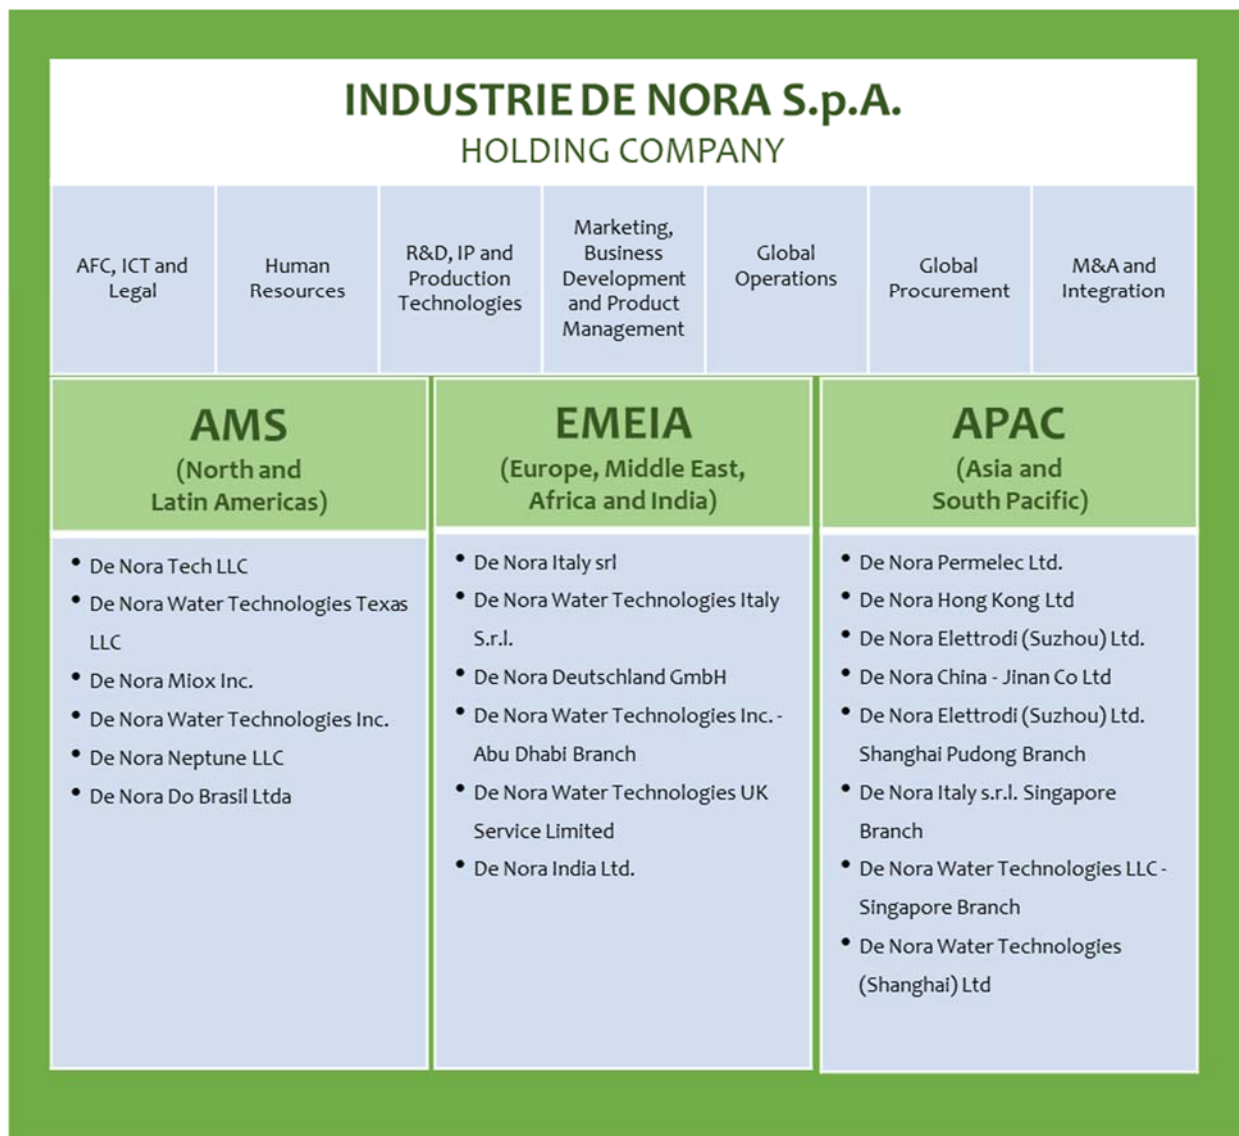 INDUSTRIE DE NORA S.p.A.
HOLDING COMPANY
AFC, ICT and
Legal
Human
Resources
R&D, IP and
Production
Technologies
Marketing,
Business
Development
and Product
Management
Global
Operations
Global
Procurement
M&A and
Integration
AMS
(North and
Latin Americas)
EMEIA
(Europe, Middle East,
Africa and India)
APAC
(Asia and
South Pacific)
• De Nora Tech LLC
• De Nora Water Technologies Texas
LLC
• De Nora Miox Inc.
• De Nora Water Technologies Inc.
• De Nora Neptune LLC
• De Nora Do Brasil Ltda
• De Nora Italy srl
• De Nora Water Technologies Italy
S.r.l.
• De Nora Deutschland GmbH
• De Nora Water Technologies Inc. -
Abu Dhabi Branch
• De Nora Water Technologies UK
Service Limited
• De Nora India Ltd.
• De Nora Permelec Ltd.
• De Nora Hong Kong Ltd
• De Nora Elettrodi (Suzhou) Ltd.
• De Nora China - Jinan Co Ltd
• De Nora Elettrodi (Suzhou) Ltd.
Shanghai Pudong Branch
• De Nora Italy s.r.l. Singapore
Branch
• De Nora Water Technologies LLC -
Singapore Branch
• De Nora Water Technologies
(Shanghai) Ltd